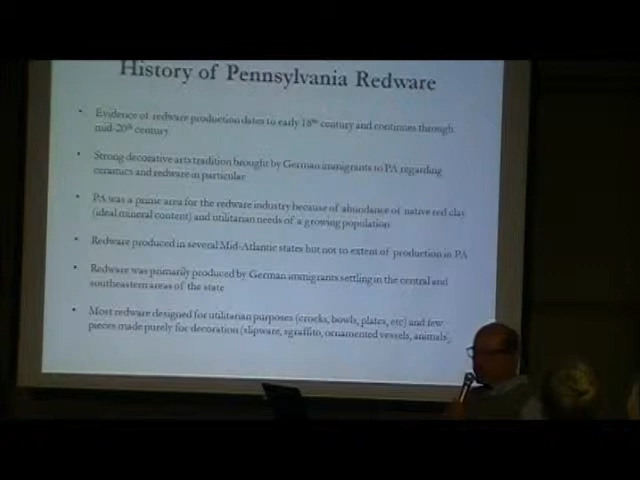 History of Pennsylvania Redware
• Evidence of redware production dates to early 18th century and continues through
mid-20th century
• Strong decorative arts tradition brought by German immigrants to PA regarding
ceramics and redware in particular
• PA was a prime area for the redware industry because of abundance of native red clay
(ideal mineral content) and utilitarian needs of a growing population
• Redware produced in several Mid-Atlantic states but not to extent of production in PA
• Redware was primarily produced by German immigrants settling in the central and
southeastern areas of the state
• Most redware designed for utilitarian purposes (crocks, bowls, plates, etc) and few
pieces made purely for decoration (slipware, sgraffito, ornamented vessels, animals,